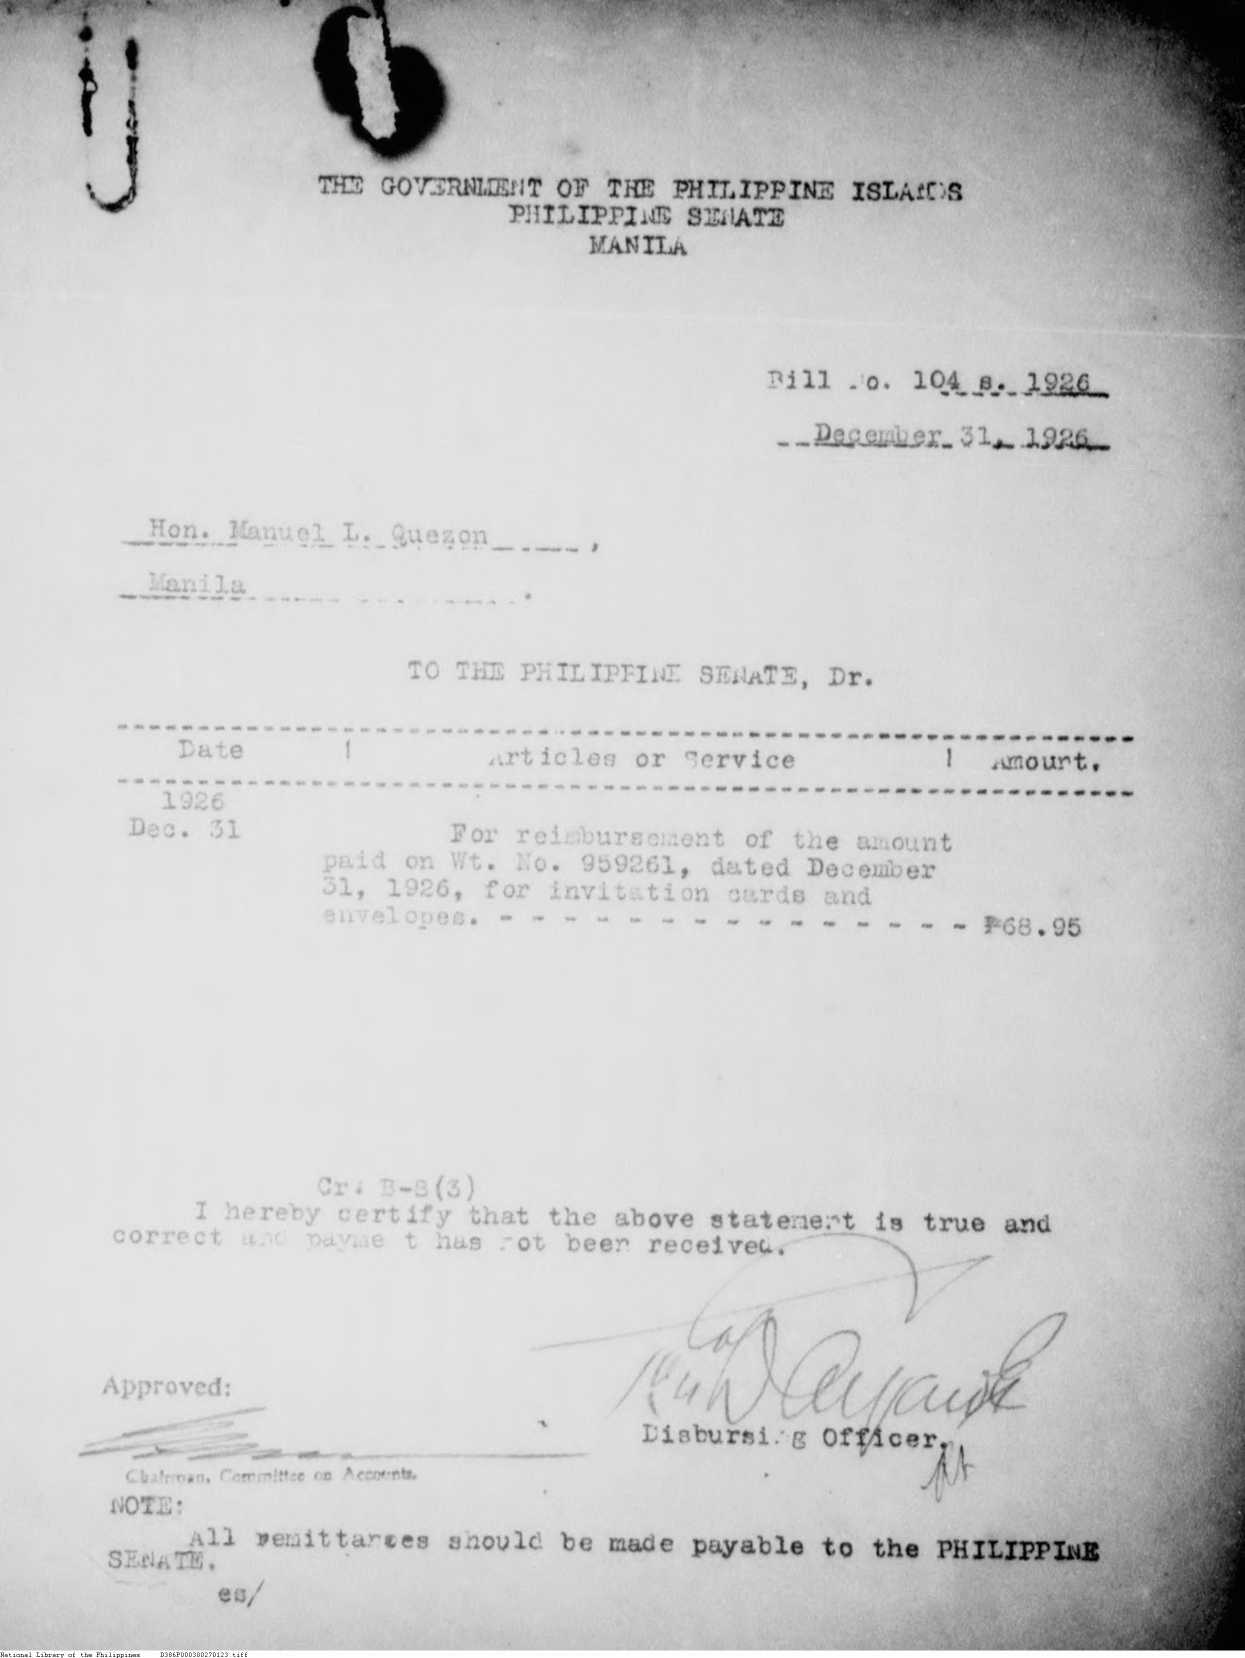 THE GOVERNMENT OF THE PHILIPPINE ISLANDS
PHILIPPINE SENATE
MANILA
Bill No. 104 s. 1926
December 31, 1926
Hon. Manuel L. Quezon,
Manila.
TO THE PHILIPPINE SENATE, Dr.
Date | Articles or Service | Amount.
1926
Dec. 31 For reimbursement of the amount
paid on Wt. No. 959261, dated December
31, 1926, for invitation cards and
envelopes. - - - - - - - - - - - - - - - ₱68.95
Cr. B-S(3)
I hereby certify that the above statement is true and
correct and payment has not been received.
Approved:
Disbursing Officer.
Chairman, Committee on Accounts.
NOTE:
All remittances should be made payable to the PHILIPPINE
SENATE.
es/
National Library of the Philippines D386P000300270123.tiff